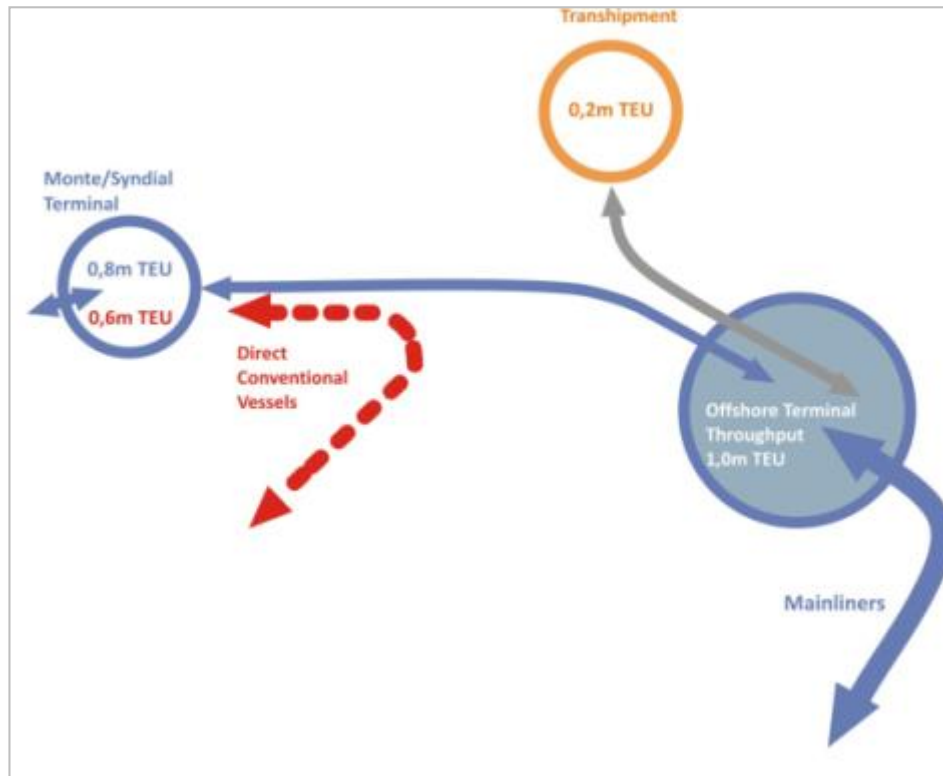 Transhipment
0,2m TEU
Monte/Syndial
Terminal
0,8m TEU
0,6m TEU
Direct
Conventional
Vessels
Offshore Terminal
Throughput
1,0m TEU
Mainliners